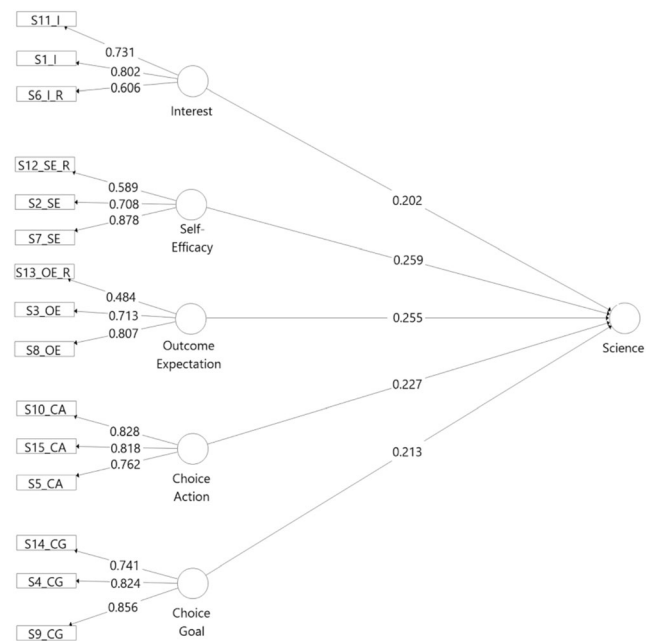 S11_I
0.731
S1_I
0.802
S6_I_R
0.606
Interest
0.202
S12_SE_R
0.589
S2_SE
0.708
S7_SE
0.878
Self-
Efficacy
0.259
S13_OE_R
0.484
S3_OE
0.713
S8_OE
0.807
Outcome
Expectation
0.255
Science
S10_CA
0.828
S15_CA
0.818
S5_CA
0.762
Choice
Action
0.227
S14_CG
0.741
S4_CG
0.824
S9_CG
0.856
Choice
Goal
0.213